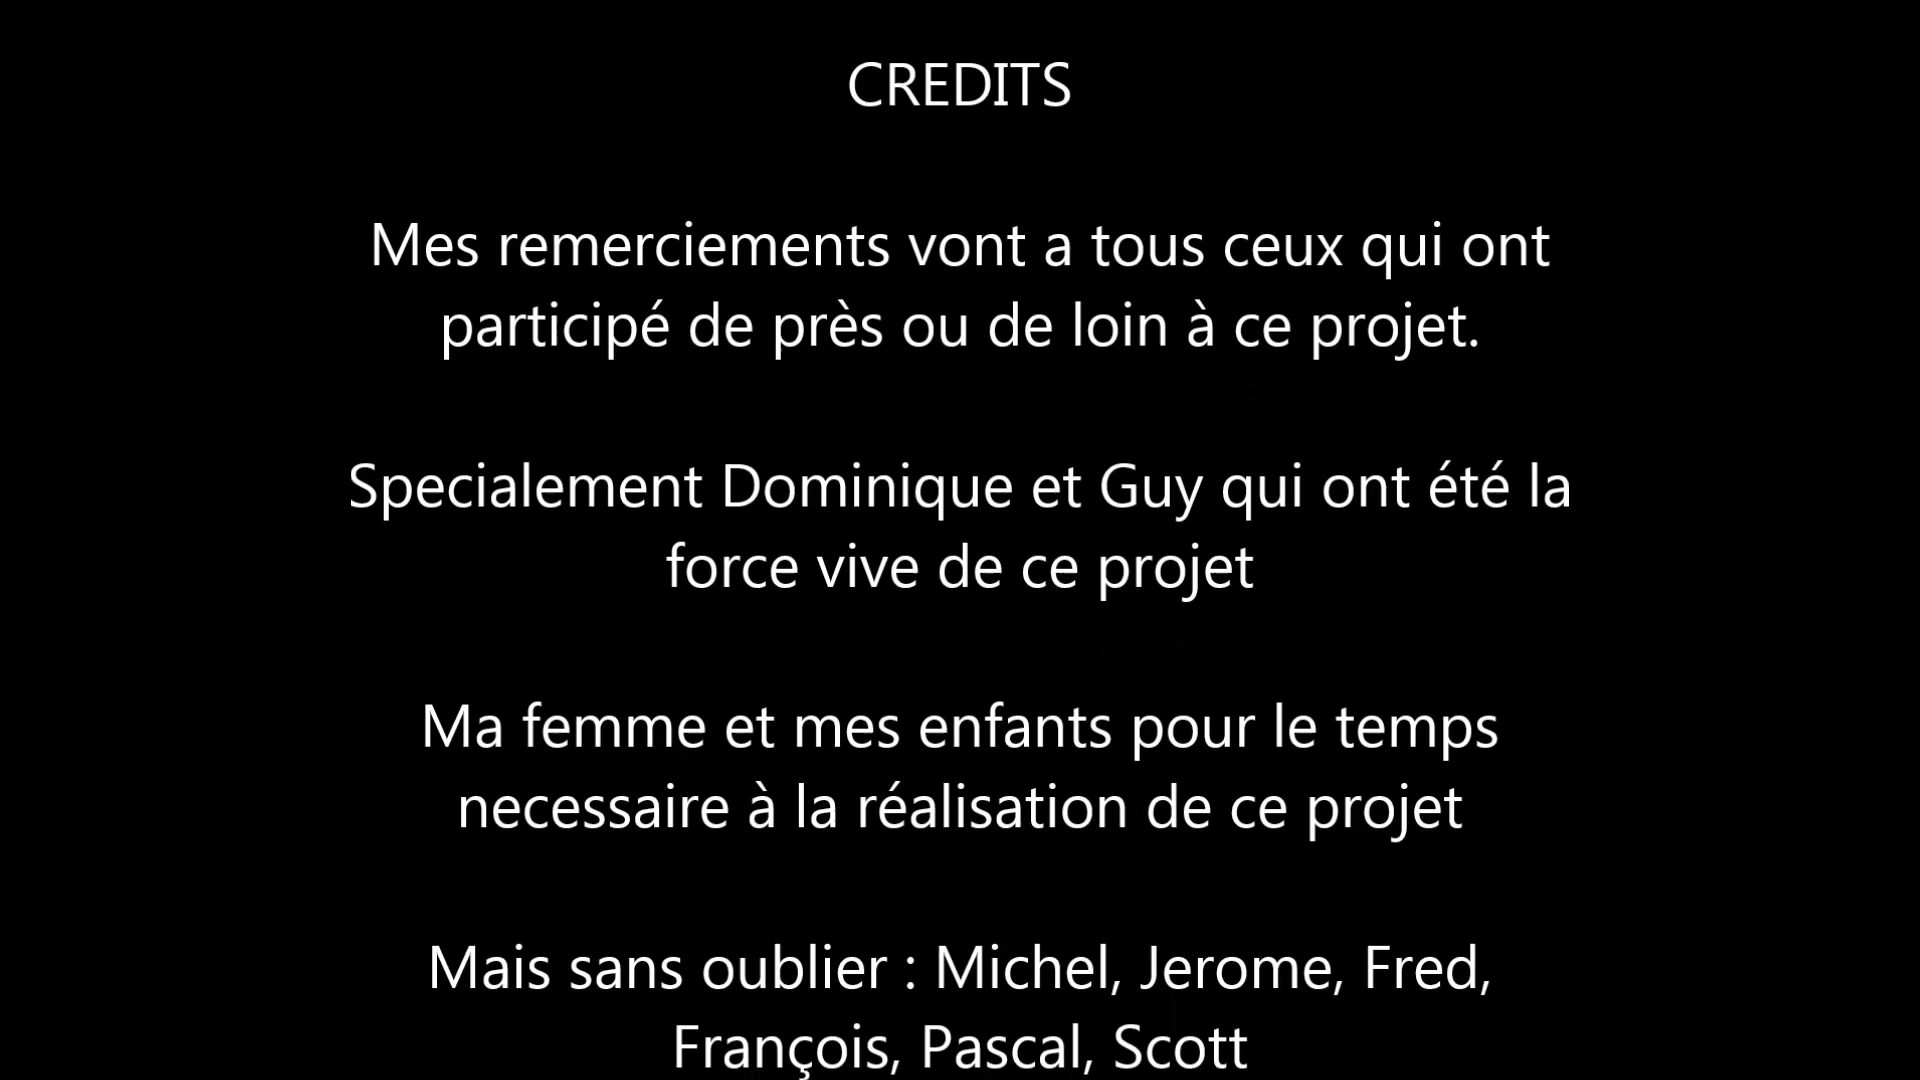 CREDITS
Mes remerciements vont a tous ceux qui ont
participé de près ou de loin à ce projet.
Specialement Dominique et Guy qui ont été la
force vive de ce projet
Ma femme et mes enfants pour le temps
necessaire à la réalisation de ce projet
Mais sans oublier : Michel, Jerome, Fred,
François, Pascal, Scott